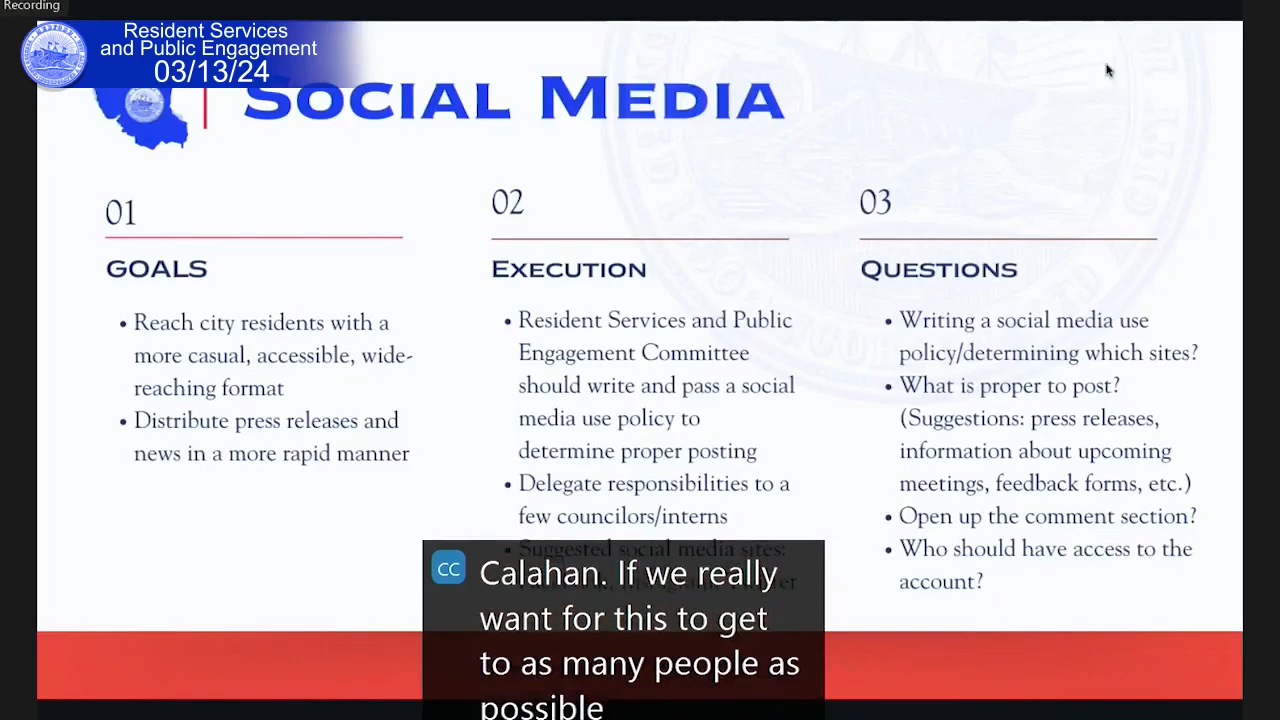 Recording
Resident Services
and Public Engagement
03/13/24
Social Media
01
GOALS
• Reach city residents with a
more casual, accessible, wide-
reaching format
• Distribute press releases and
news in a more rapid manner
02
Execution
• Resident Services and Public
Engagement Committee
should write and pass a social
media use policy to
determine proper posting
• Delegate responsibilities to a
few councilors/interns
• Suggested social media sites:
03
Questions
• Writing a social media use
policy/determining which sites?
• What is proper to post?
(Suggestions: press releases,
information about upcoming
meetings, feedback forms, etc.)
• Open up the comment section?
• Who should have access to the
account?
CC
Calahan. If we really
want for this to get
to as many people as
possible